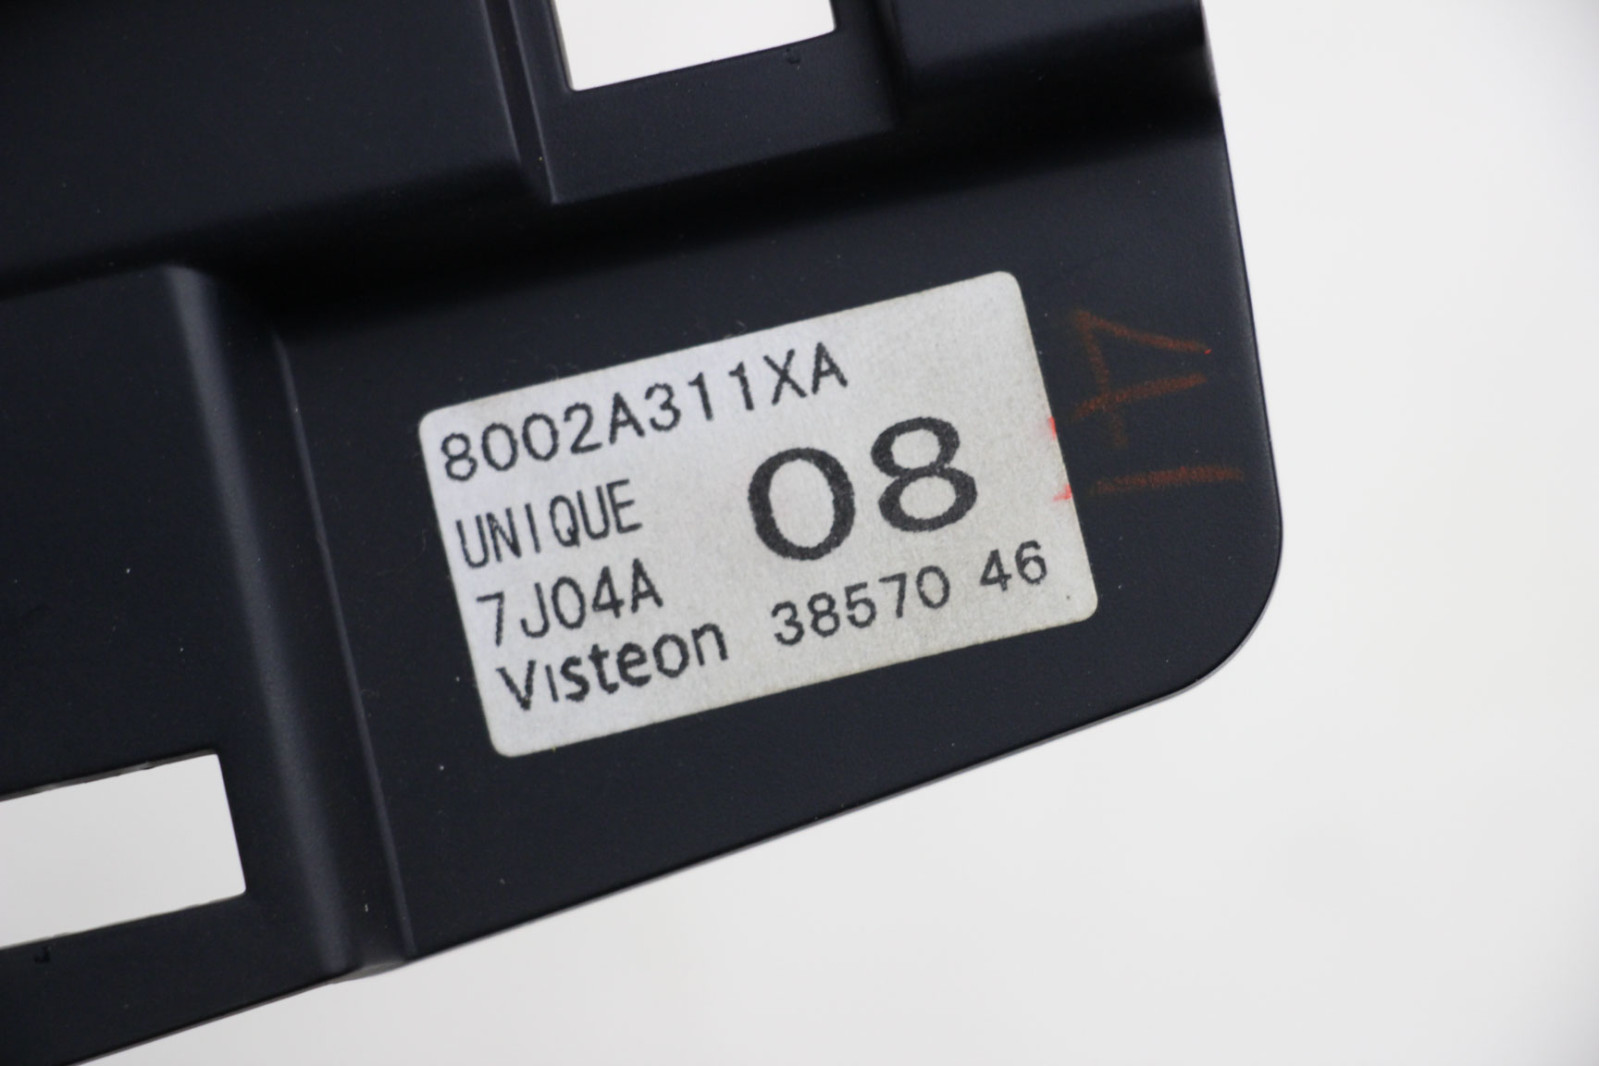 8002A311XA
UNIQUE 08
7J04A
Visteon 38570 46